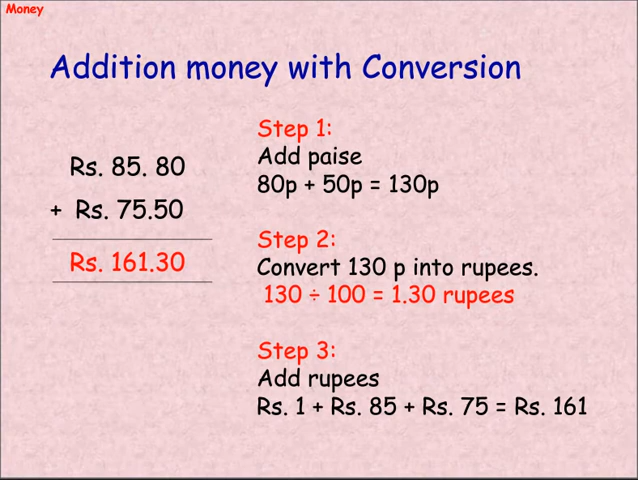 Money
Addition money with Conversion
Rs. 85. 80
+ Rs. 75.50
Rs. 161.30
Step 1:
Add paise
80p + 50p = 130p
Step 2:
Convert 130 p into rupees.
130 ÷ 100 = 1.30 rupees
Step 3:
Add rupees
Rs. 1 + Rs. 85 + Rs. 75 = Rs. 161